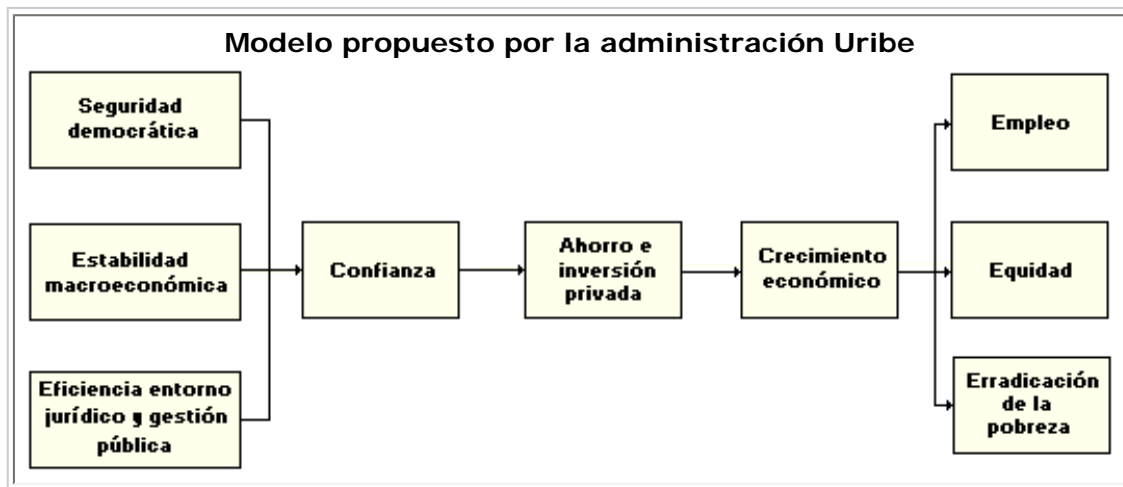 Modelo propuesto por la administración Uribe
Seguridad
democrática
Estabilidad
macroeconómica
Eficiencia entorno
jurídico y gestión
pública
Confianza
Ahorro e
inversión
privada
Crecimiento
económico
Empleo
Equidad
Erradicación
de la
pobreza